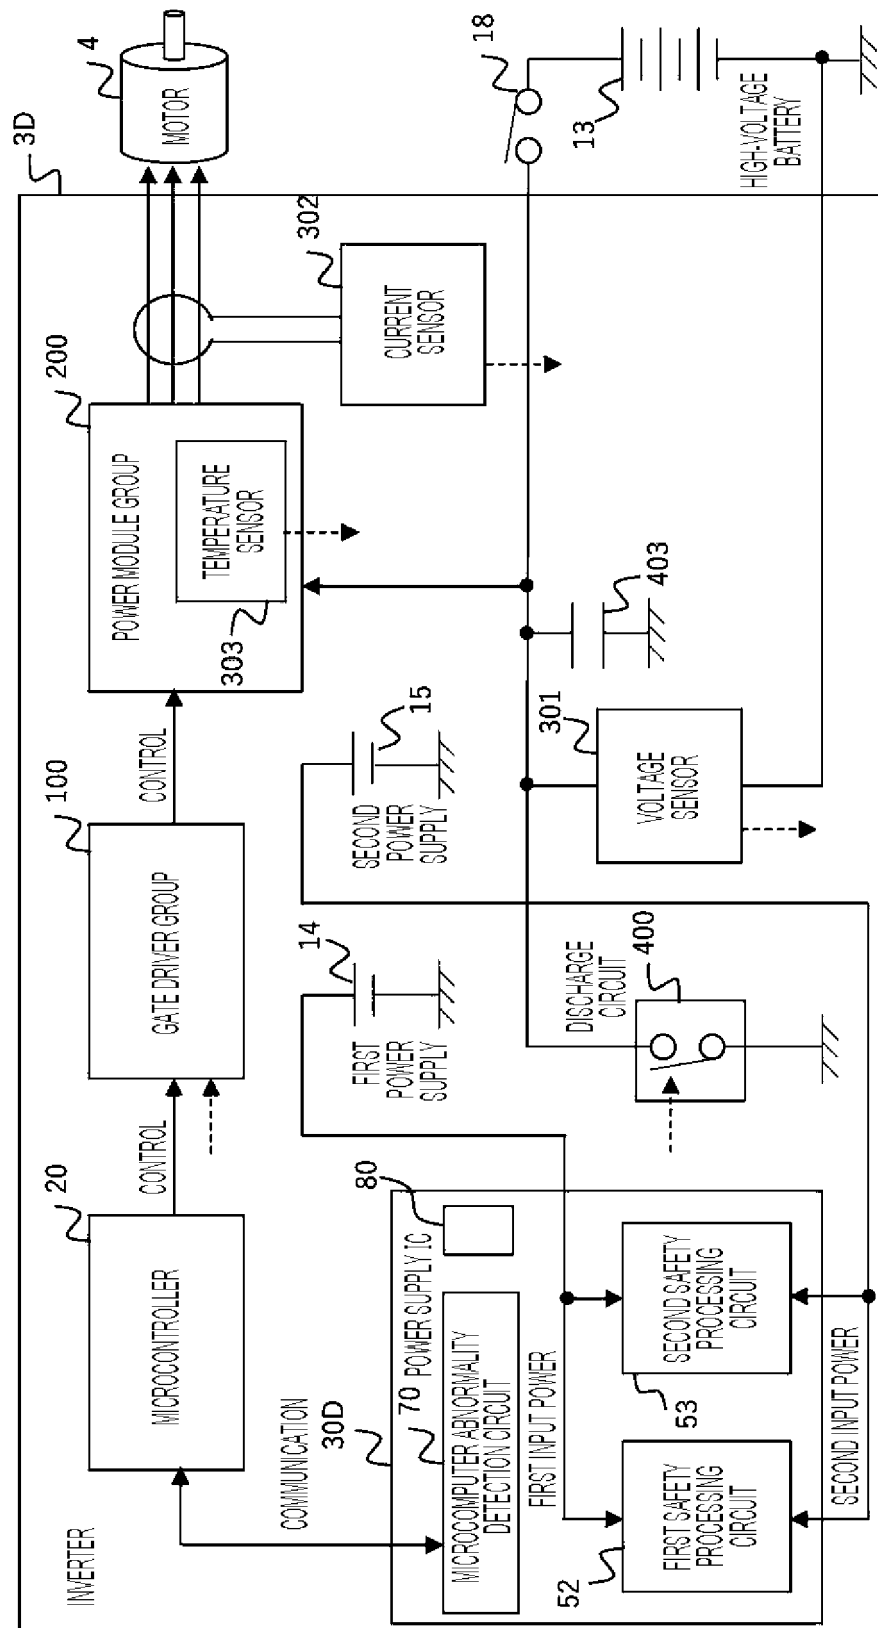 INVERTER
3D
MICROCONTROLLER
20
CONTROL
GATE DRIVER GROUP
100
CONTROL
POWER MODULE GROUP
200
TEMPERATURE
SENSOR
303
MOTOR
4
CURRENT
SENSOR
302
COMMUNICATION
30D
POWER SUPPLY IC
70
MICROCOMPUTER ABNORMALITY
DETECTION CIRCUIT
80
FIRST INPUT POWER
FIRST SAFETY
PROCESSING
CIRCUIT
52
SECOND SAFETY
PROCESSING
CIRCUIT
53
SECOND INPUT POWER
FIRST
POWER
SUPPLY
14
SECOND
POWER
SUPPLY
15
DISCHARGE
CIRCUIT
400
VOLTAGE
SENSOR
301
403
18
13
HIGH-VOLTAGE
BATTERY